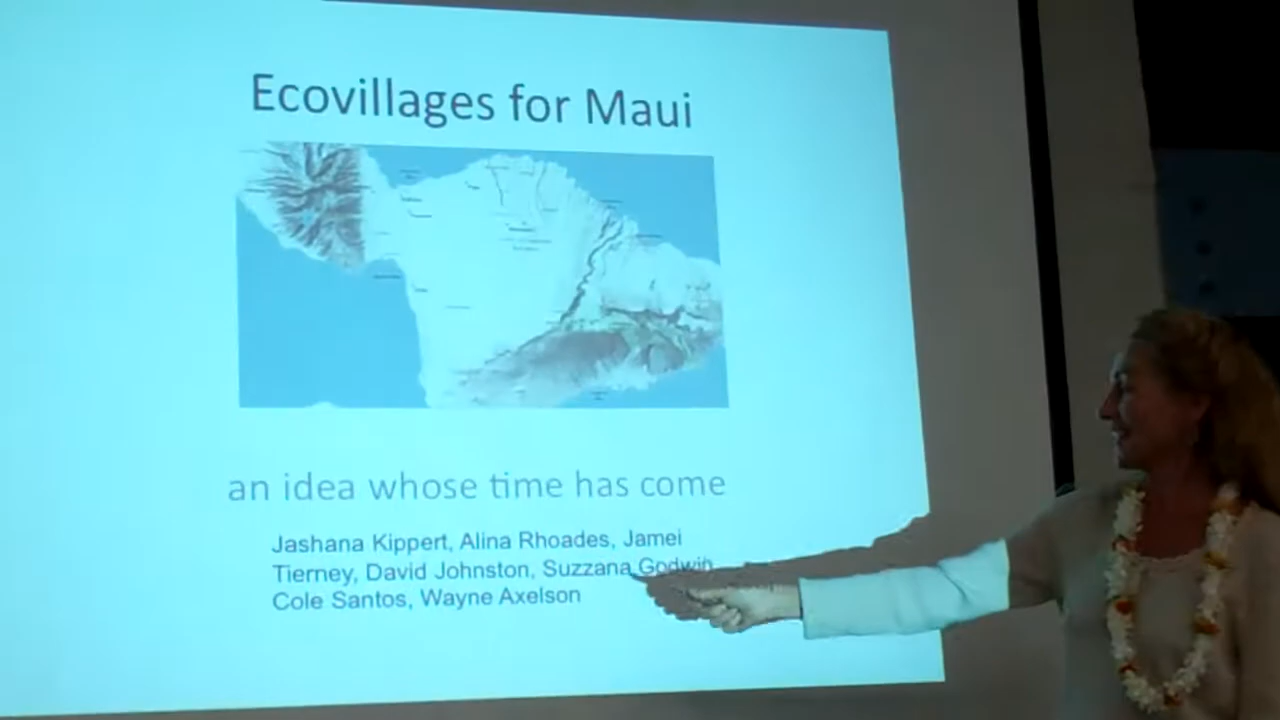 Ecovillages for Maui
an idea whose time has come
Jashana Kippert, Alina Rhoades, Jamei
Tierney, David Johnston, Suzzana Godwin
Cole Santos, Wayne Axelson